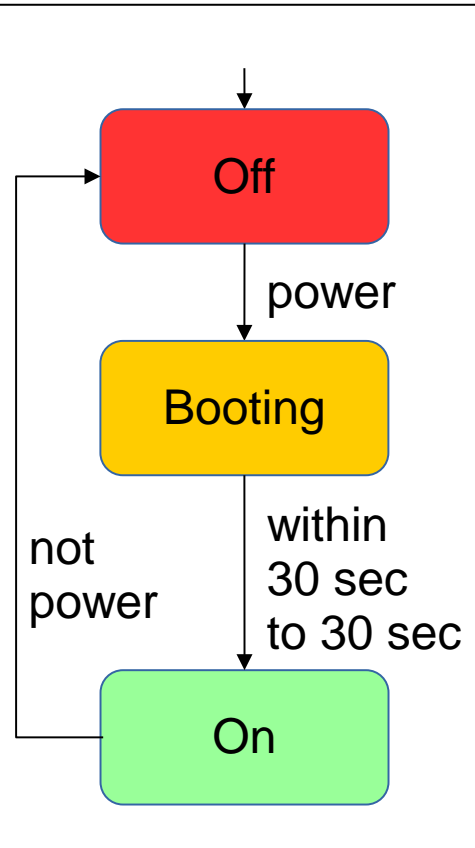 Off
power
Booting
within
30 sec
to 30 sec
not
power
On